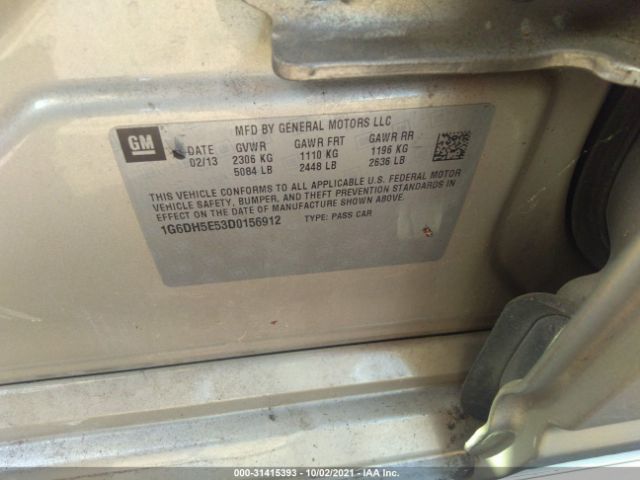 GM
MFD BY GENERAL MOTORS LLC
DATE GVWR GAWR FRT GAWR RR
02/13 2306 KG 1110 KG 1196 KG
5084 LB 2448 LB 2636 LB
THIS VEHICLE CONFORMS TO ALL APPLICABLE U.S. FEDERAL MOTOR
VEHICLE SAFETY, BUMPER, AND THEFT PREVENTION STANDARDS IN
EFFECT ON THE DATE OF MANUFACTURE SHOWN ABOVE.
1G6DH5E53D0156912 TYPE: PASS CAR
000-31415393 - 10/02/2021 - IAA Inc.